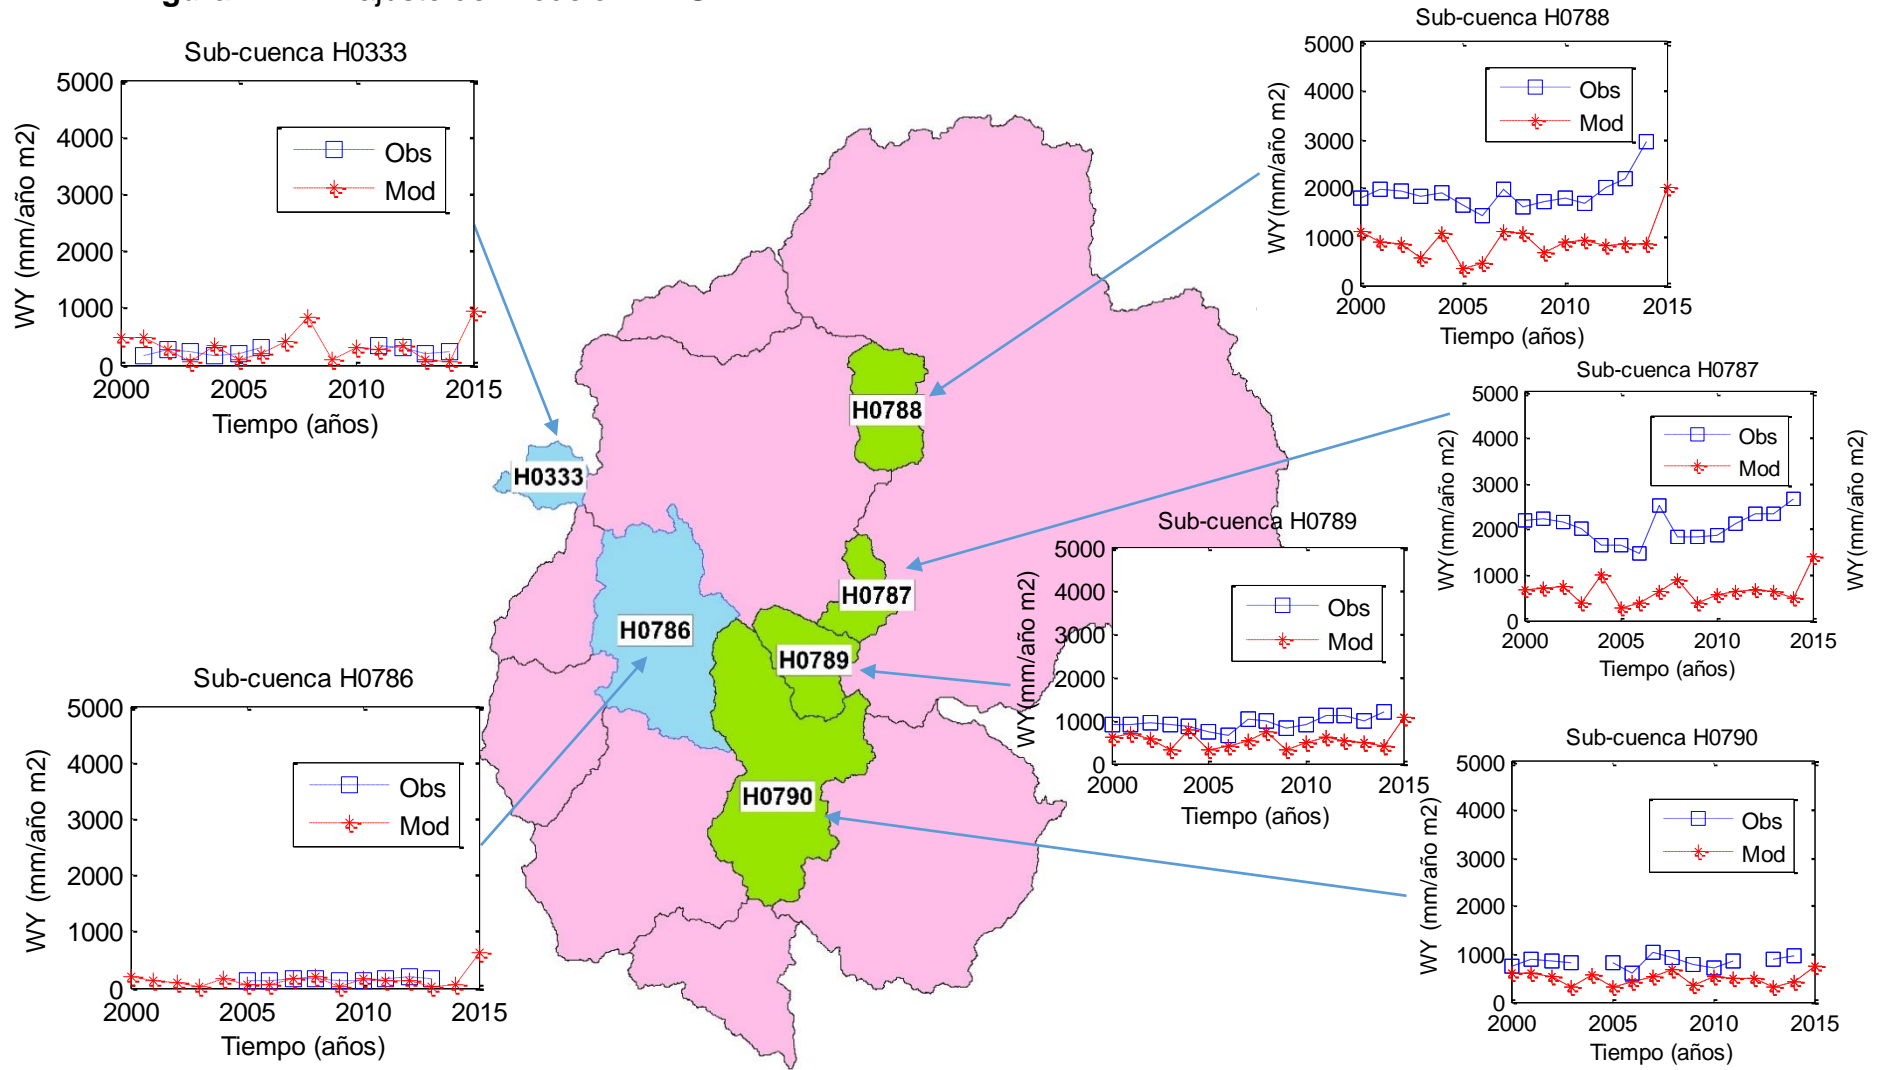 Sub-cuenca H0333
5000
4000
3000
2000
1000
0
2000
2005
2010
2015
WY (mm/año m2)
Tiempo (años)
Obs
Mod
Sub-cuenca H0788
5000
4000
3000
2000
1000
0
2000
2005
2010
2015
WY(mm/año m2)
Tiempo (años)
Obs
Mod
Sub-cuenca H0787
5000
4000
3000
2000
1000
0
2000
2005
2010
2015
WY(mm/año m2)
Tiempo (años)
Obs
Mod
WY(mm/año m2)
Sub-cuenca H0789
5000
4000
3000
2000
1000
0
2000
2005
2010
2015
WY(mm/año m2)
Tiempo (años)
Obs
Mod
Sub-cuenca H0786
5000
4000
3000
2000
1000
0
2000
2005
2010
2015
WY (mm/año m2)
Tiempo (años)
Obs
Mod
Sub-cuenca H0790
5000
4000
3000
2000
1000
0
2000
2005
2010
2015
WY (mm/año m2)
Tiempo (años)
Obs
Mod
H0788
H0333
H0787
H0786
H0789
H0790